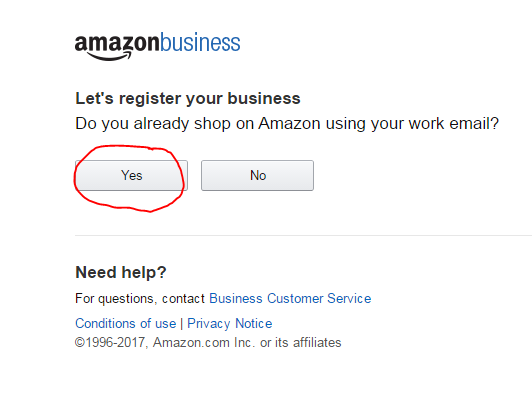 amazonbusiness
Let's register your business
Do you already shop on Amazon using your work email?
Yes No
Need help?
For questions, contact Business Customer Service
Conditions of use | Privacy Notice
©1996-2017, Amazon.com Inc. or its affiliates